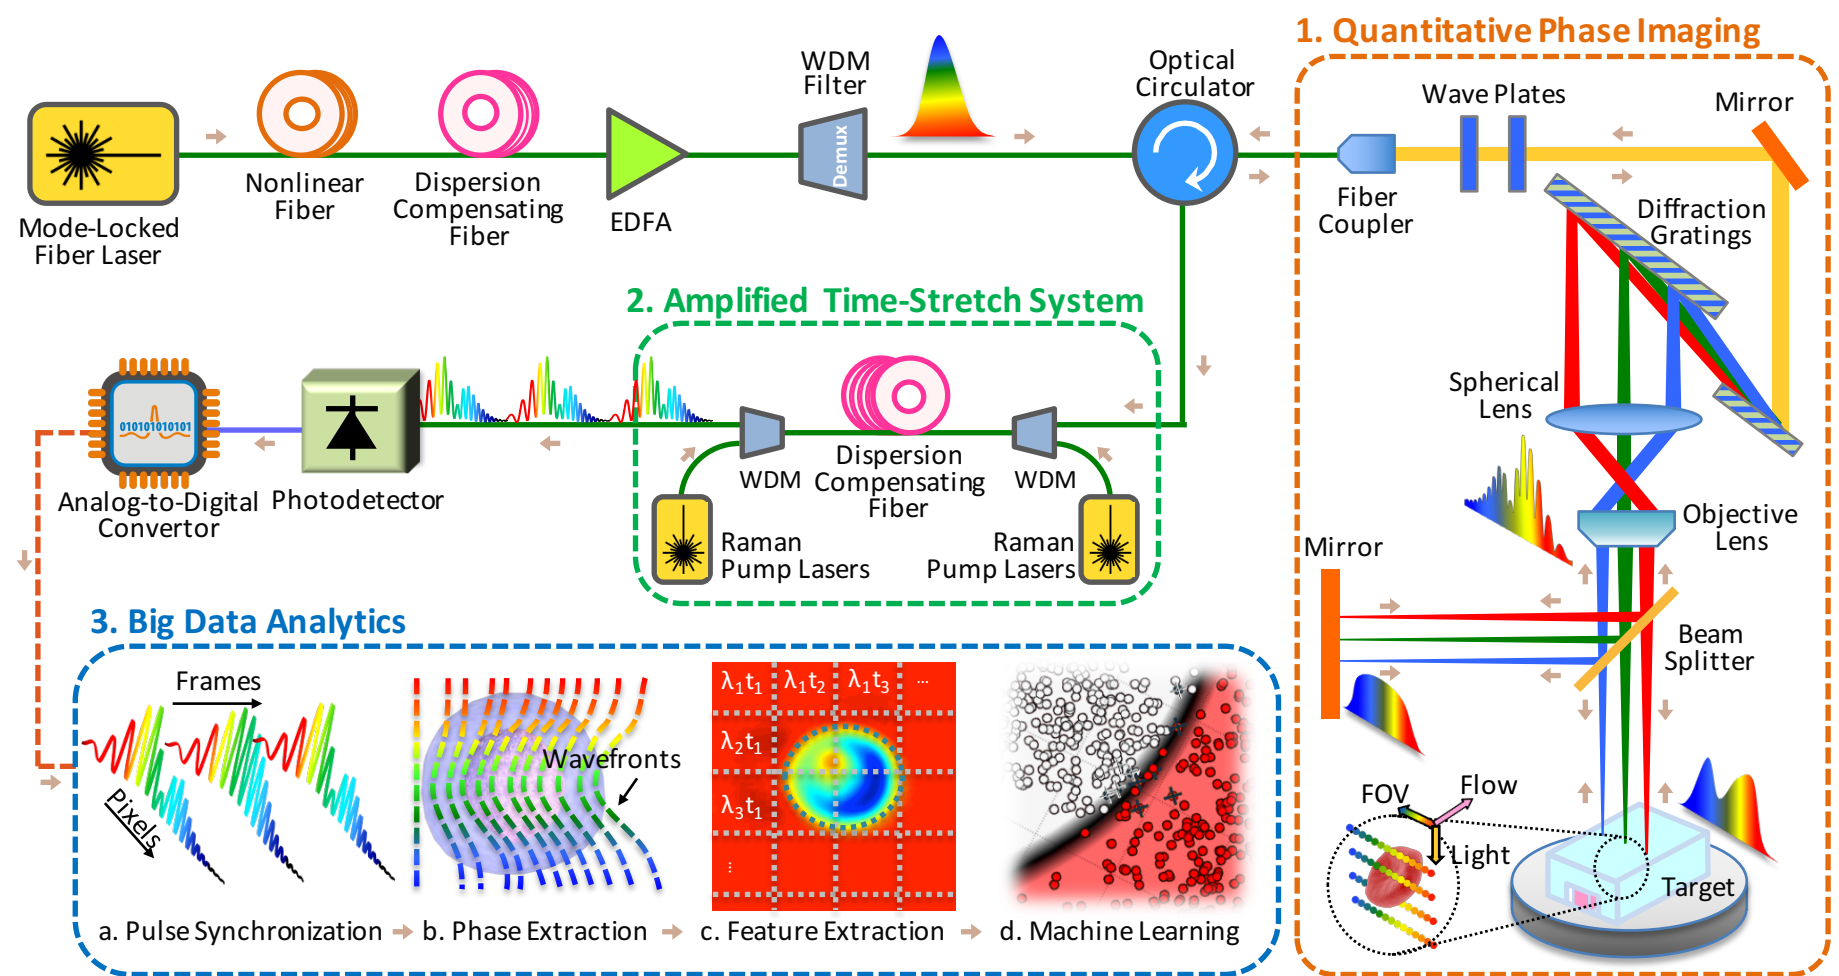 1. Quantitative Phase Imaging
WDM
Filter
Optical
Circulator
Wave Plates
Mirror
Demux
Nonlinear
Fiber
Dispersion
Compensating
Fiber
EDFA
Mode-Locked
Fiber Laser
Fiber
Coupler
Diffraction
Gratings
2. Amplified Time-Stretch System
Spherical
Lens
010101010101
WDM
Dispersion
Compensating
Fiber
WDM
Analog-to-Digital
Convertor
Photodetector
Raman
Pump Lasers
Raman
Pump Lasers
Objective
Lens
Mirror
Beam
Splitter
3. Big Data Analytics
Frames
Pixels
Wavefronts
λ1t1
λ1t2
λ1t3
...
λ2t1
λ3t1
...
FOV
Flow
Light
Target
a. Pulse Synchronization
b. Phase Extraction
c. Feature Extraction
d. Machine Learning